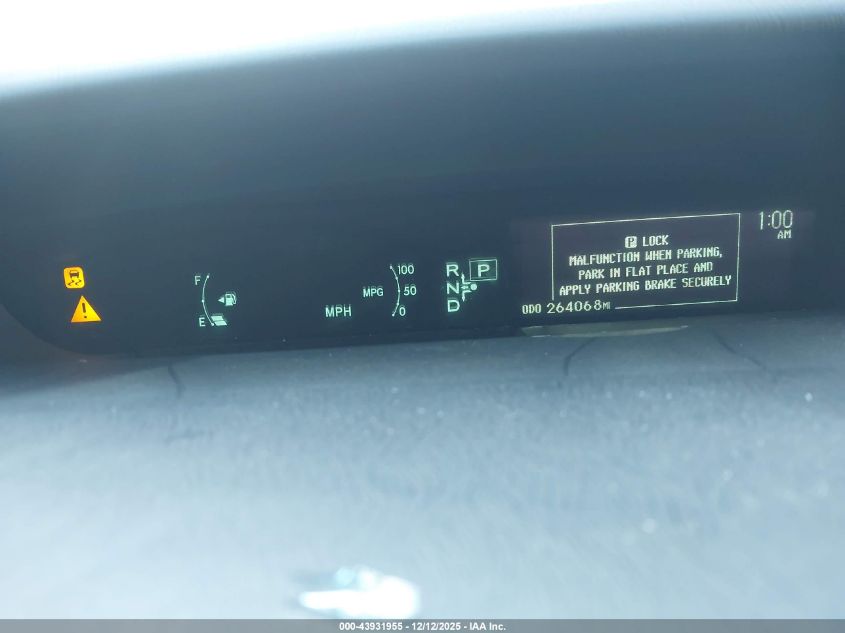 1:00
AM
P LOCK
MALFUNCTION WHEN PARKING,
PARK IN FLAT PLACE AND
APPLY PARKING BRAKE SECURELY
ODO 264068MI
F
E
MPH
MPG
100
50
0
R
P
N
D
000-43931955 - 12/12/2025 - IAA Inc.